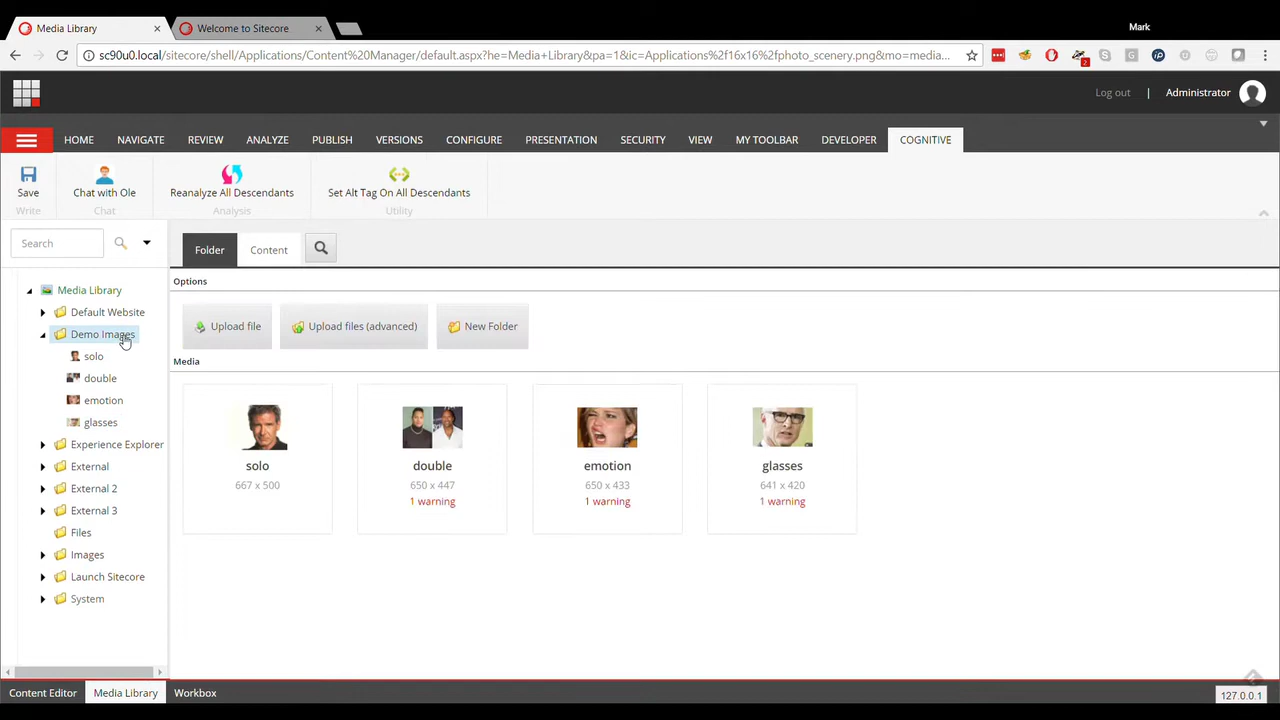 Media Library
Welcome to Sitecore
Mark
sc90u0.local/sitecore/shell/Applications/Content%20Manager/default.aspx?he=Media+Library&pa=1&ic=Applications%2f16x16%2fphoto_scenery.png&mo=media...
2
Log out | Administrator
HOME NAVIGATE REVIEW ANALYZE PUBLISH VERSIONS CONFIGURE PRESENTATION SECURITY VIEW MY TOOLBAR DEVELOPER COGNITIVE
Save Chat with Ole Reanalyze All Descendants Set Alt Tag On All Descendants
Write Chat Analysis Utility
Search
Folder Content
Options
Media Library
Default Website
Demo Images
solo
double
emotion
glasses
Experience Explorer
External
External 2
External 3
Files
Images
Launch Sitecore
System
Upload file Upload files (advanced) New Folder
Media
solo double emotion glasses
667 x 500 650 x 447 650 x 433 641 x 420
1 warning 1 warning 1 warning
Content Editor Media Library Workbox
127.0.0.1